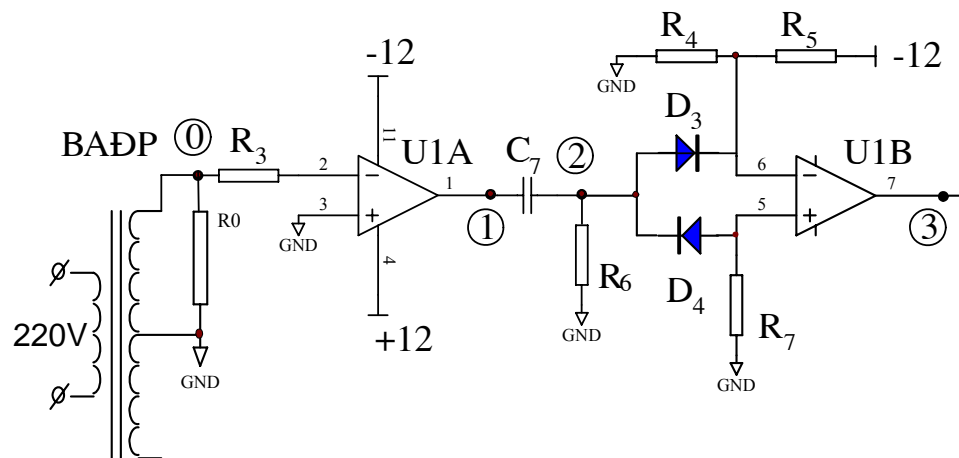 R4 R5
-12
GND
-12
D3
BAĐP 0 R3
11
U1A
C7
2
U1B
2
1
6
7
3
5
R0
GND
1
3
4
R6
D4
220V
+12
GND
R7
GND
GND